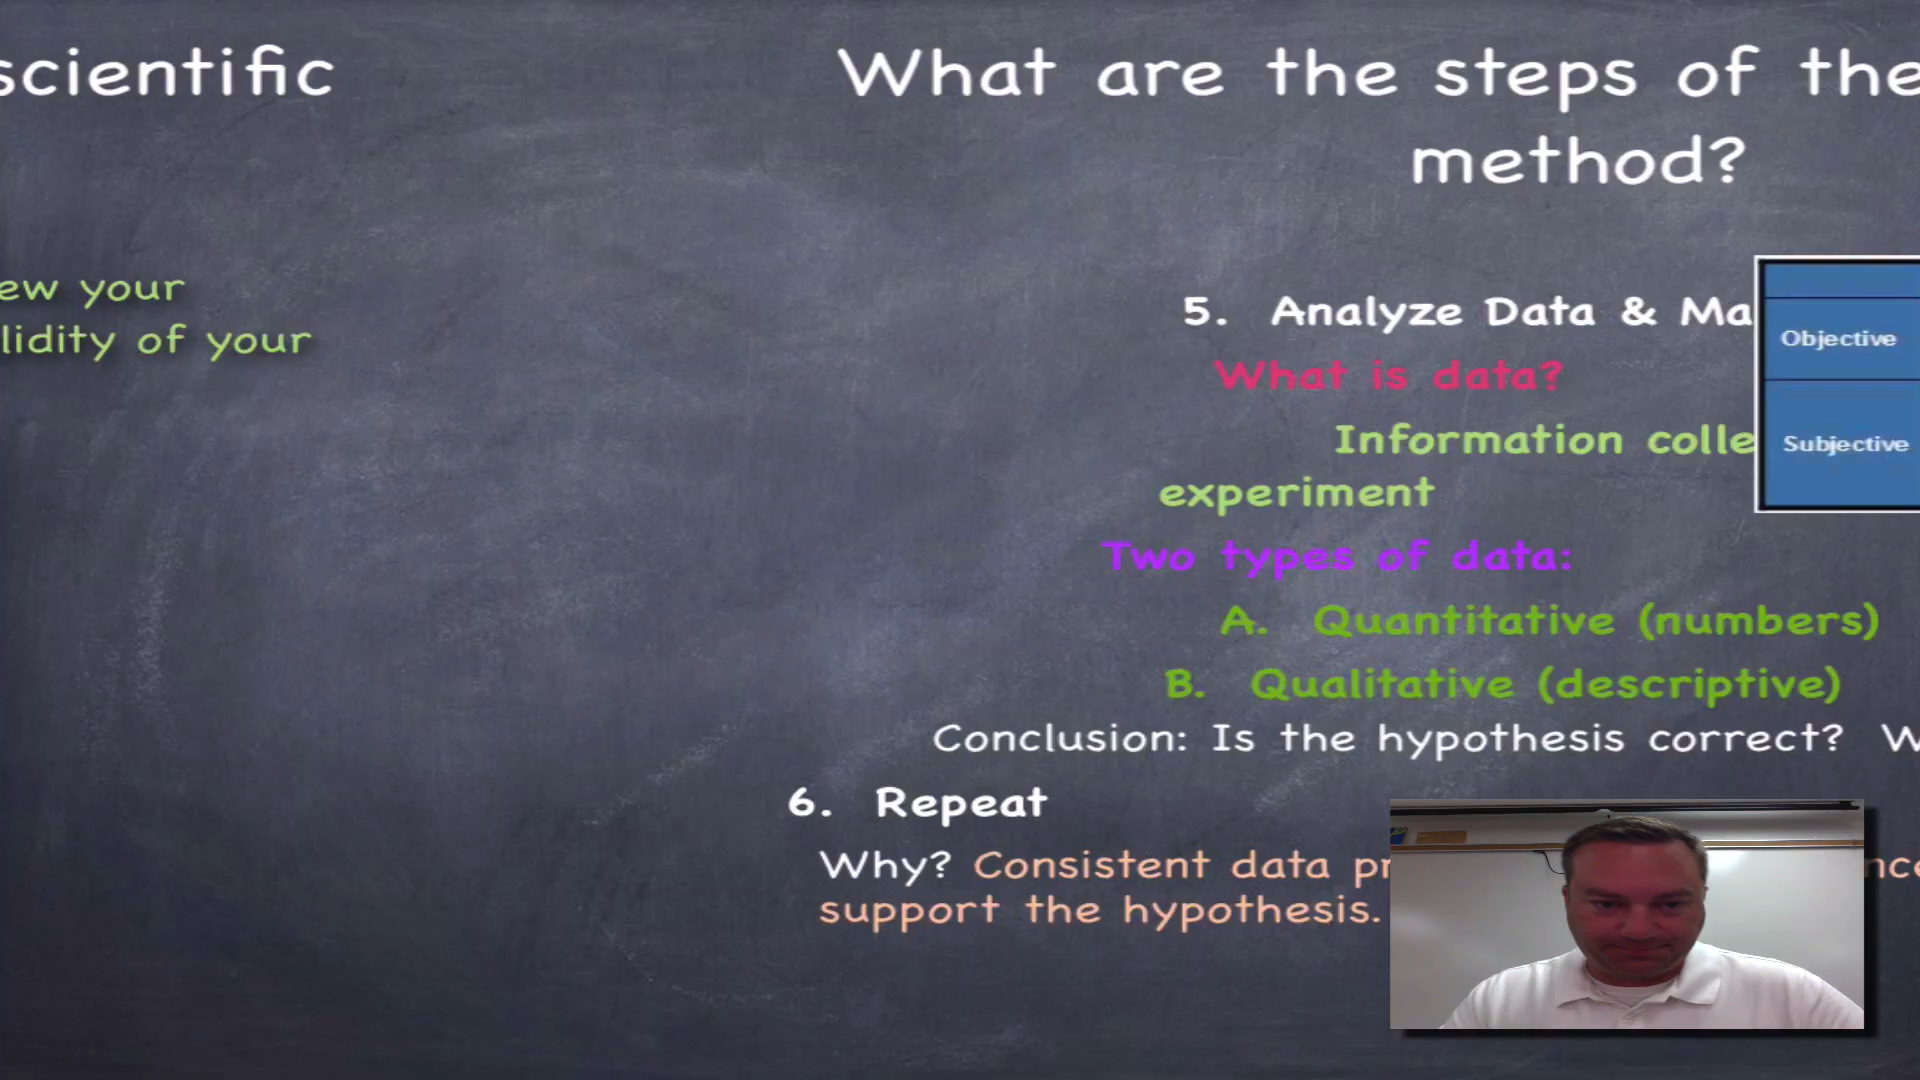 scientific
ew your
lidity of your
What are the steps of the
method?
5. Analyze Data & Ma
What is data?
Information colle
experiment
Two types of data:
A. Quantitative (numbers)
B. Qualitative (descriptive)
Conclusion: Is the hypothesis correct? W
6. Repeat
Why? Consistent data pr nce
support the hypothesis.
Objective
Subjective